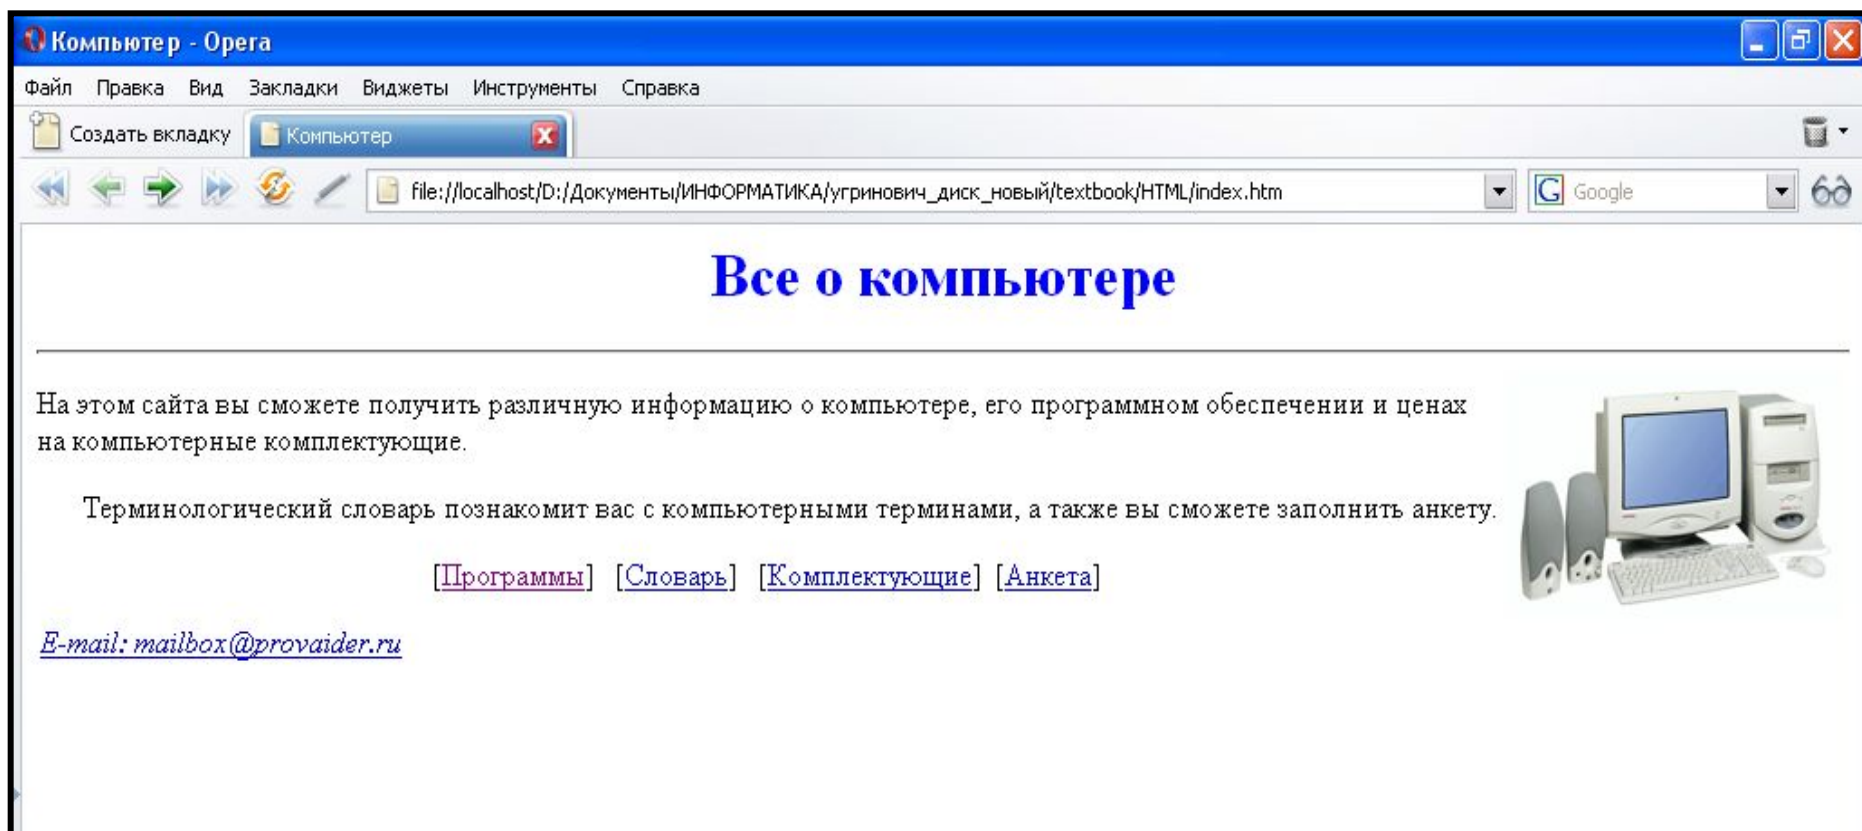 Компьютер - Opera
Файл Правка Вид Закладки Виджеты Инструменты Справка
Создать вкладку Компьютер
file://localhost/D:/Документы/ИНФОРМАТИКА/угринович_диск_новый/textbook/HTML/index.htm Google
Все о компьютере
На этом сайта вы сможете получить различную информацию о компьютере, его программном обеспечении и ценах
на компьютерные комплектующие.
Терминологический словарь познакомит вас с компьютерными терминами, а также вы сможете заполнить анкету.
[Программы] [Словарь] [Комплектующие] [Анкета]
E-mail: mailbox@provaider.ru